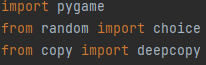 import pygame
from random import choice
from copy import deepcopy